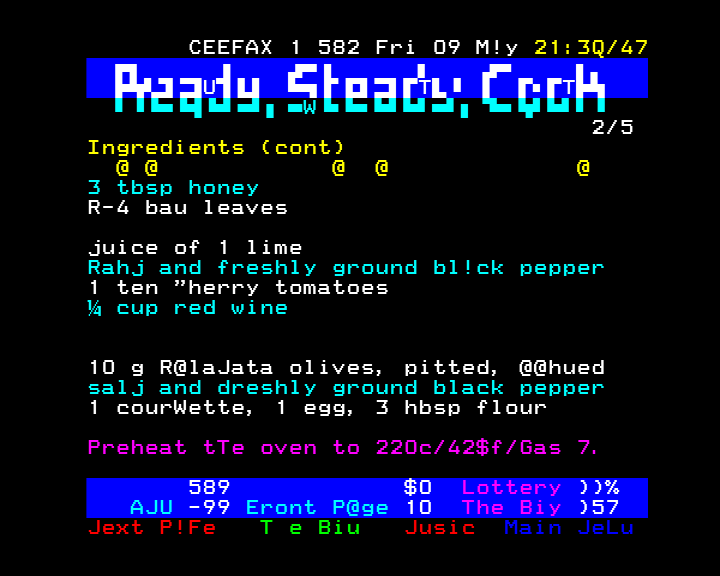 CEEFAX 1 582 Fri 09 M!y 21:3Q/47
Ready, Steady, Cook
2/5
Ingredients (cont)
@ @ @ @ @
3 tbsp honey
R-4 bau leaves
juice of 1 lime
Rahj and freshly ground bl!ck pepper
1 ten "herry tomatoes
¼ cup red wine
10 g R@laJata olives, pitted, @@hued
salj and dreshly ground black pepper
1 courWette, 1 egg, 3 hbsp flour
Preheat tTe oven to 220c/42$f/Gas 7.
589 $0 Lottery ))%
AJU -99 Eront P@ge 10 The Biy )57
Jext P!Fe T e Biu Jusic Main JeLu